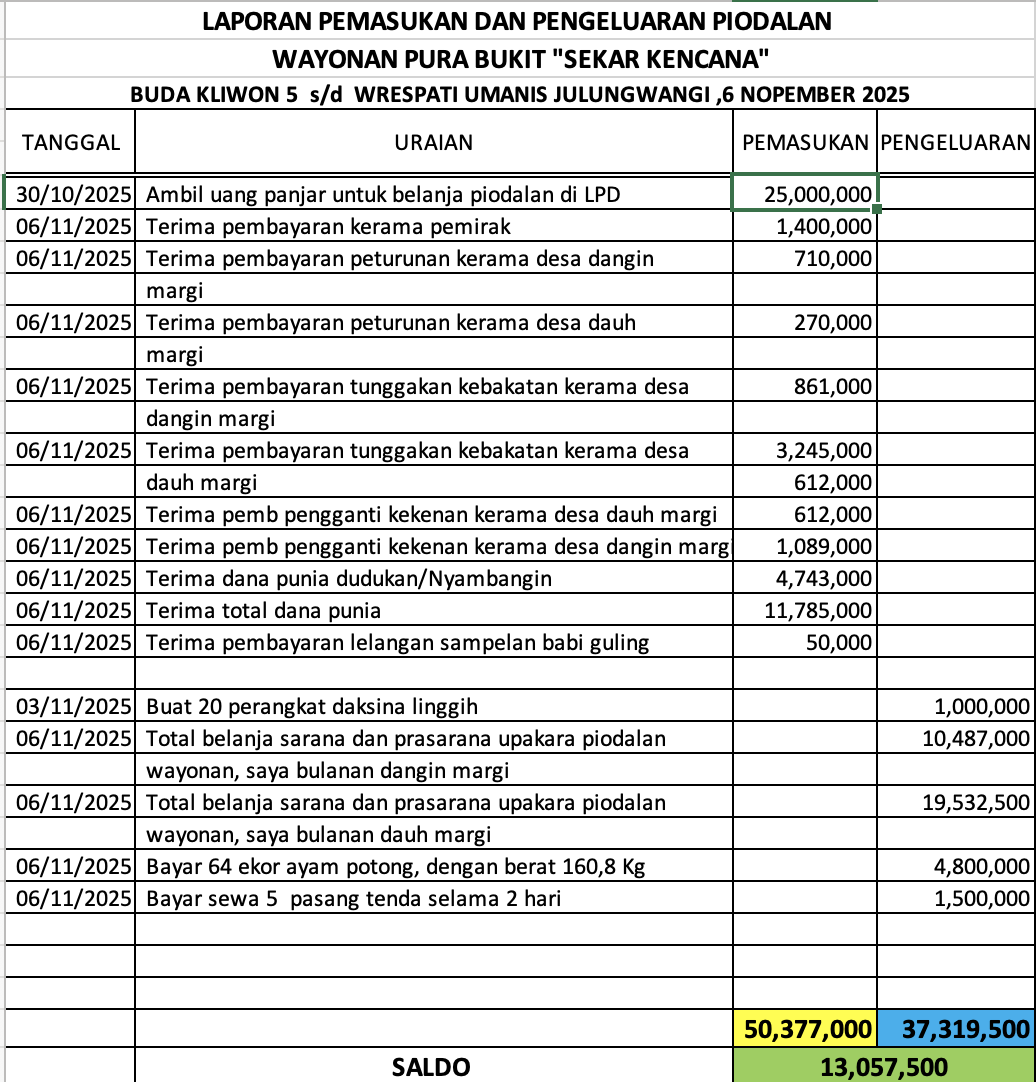 LAPORAN PEMASUKAN DAN PENGELUARAN PIODALAN
WAYONAN PURA BUKIT "SEKAR KENCANA"
BUDA KLIWON 5 s/d WRESPATI UMANIS JULUNGWANGI ,6 NOPEMBER 2025
TANGGAL URAIAN PEMASUKAN PENGELUARAN
30/10/2025 Ambil uang panjar untuk belanja piodalan di LPD 25,000,000
06/11/2025 Terima pembayaran kerama pemirak 1,400,000
06/11/2025 Terima pembayaran peturunan kerama desa dangin 710,000
margi
06/11/2025 Terima pembayaran peturunan kerama desa dauh 270,000
margi
06/11/2025 Terima pembayaran tunggakan kebakatan kerama desa 861,000
dangin margi
06/11/2025 Terima pembayaran tunggakan kebakatan kerama desa 3,245,000
dauh margi 612,000
06/11/2025 Terima pemb pengganti kekenan kerama desa dauh margi 612,000
06/11/2025 Terima pemb pengganti kekenan kerama desa dangin marg 1,089,000
06/11/2025 Terima dana punia dudukan/Nyambangin 4,743,000
06/11/2025 Terima total dana punia 11,785,000
06/11/2025 Terima pembayaran lelangan sampelan babi guling 50,000
03/11/2025 Buat 20 perangkat daksina linggih 1,000,000
06/11/2025 Total belanja sarana dan prasarana upakara piodalan 10,487,000
wayonan, saya bulanan dangin margi
06/11/2025 Total belanja sarana dan prasarana upakara piodalan 19,532,500
wayonan, saya bulanan dauh margi
06/11/2025 Bayar 64 ekor ayam potong, dengan berat 160,8 Kg 4,800,000
06/11/2025 Bayar sewa 5 pasang tenda selama 2 hari 1,500,000
50,377,000 37,319,500
SALDO 13,057,500